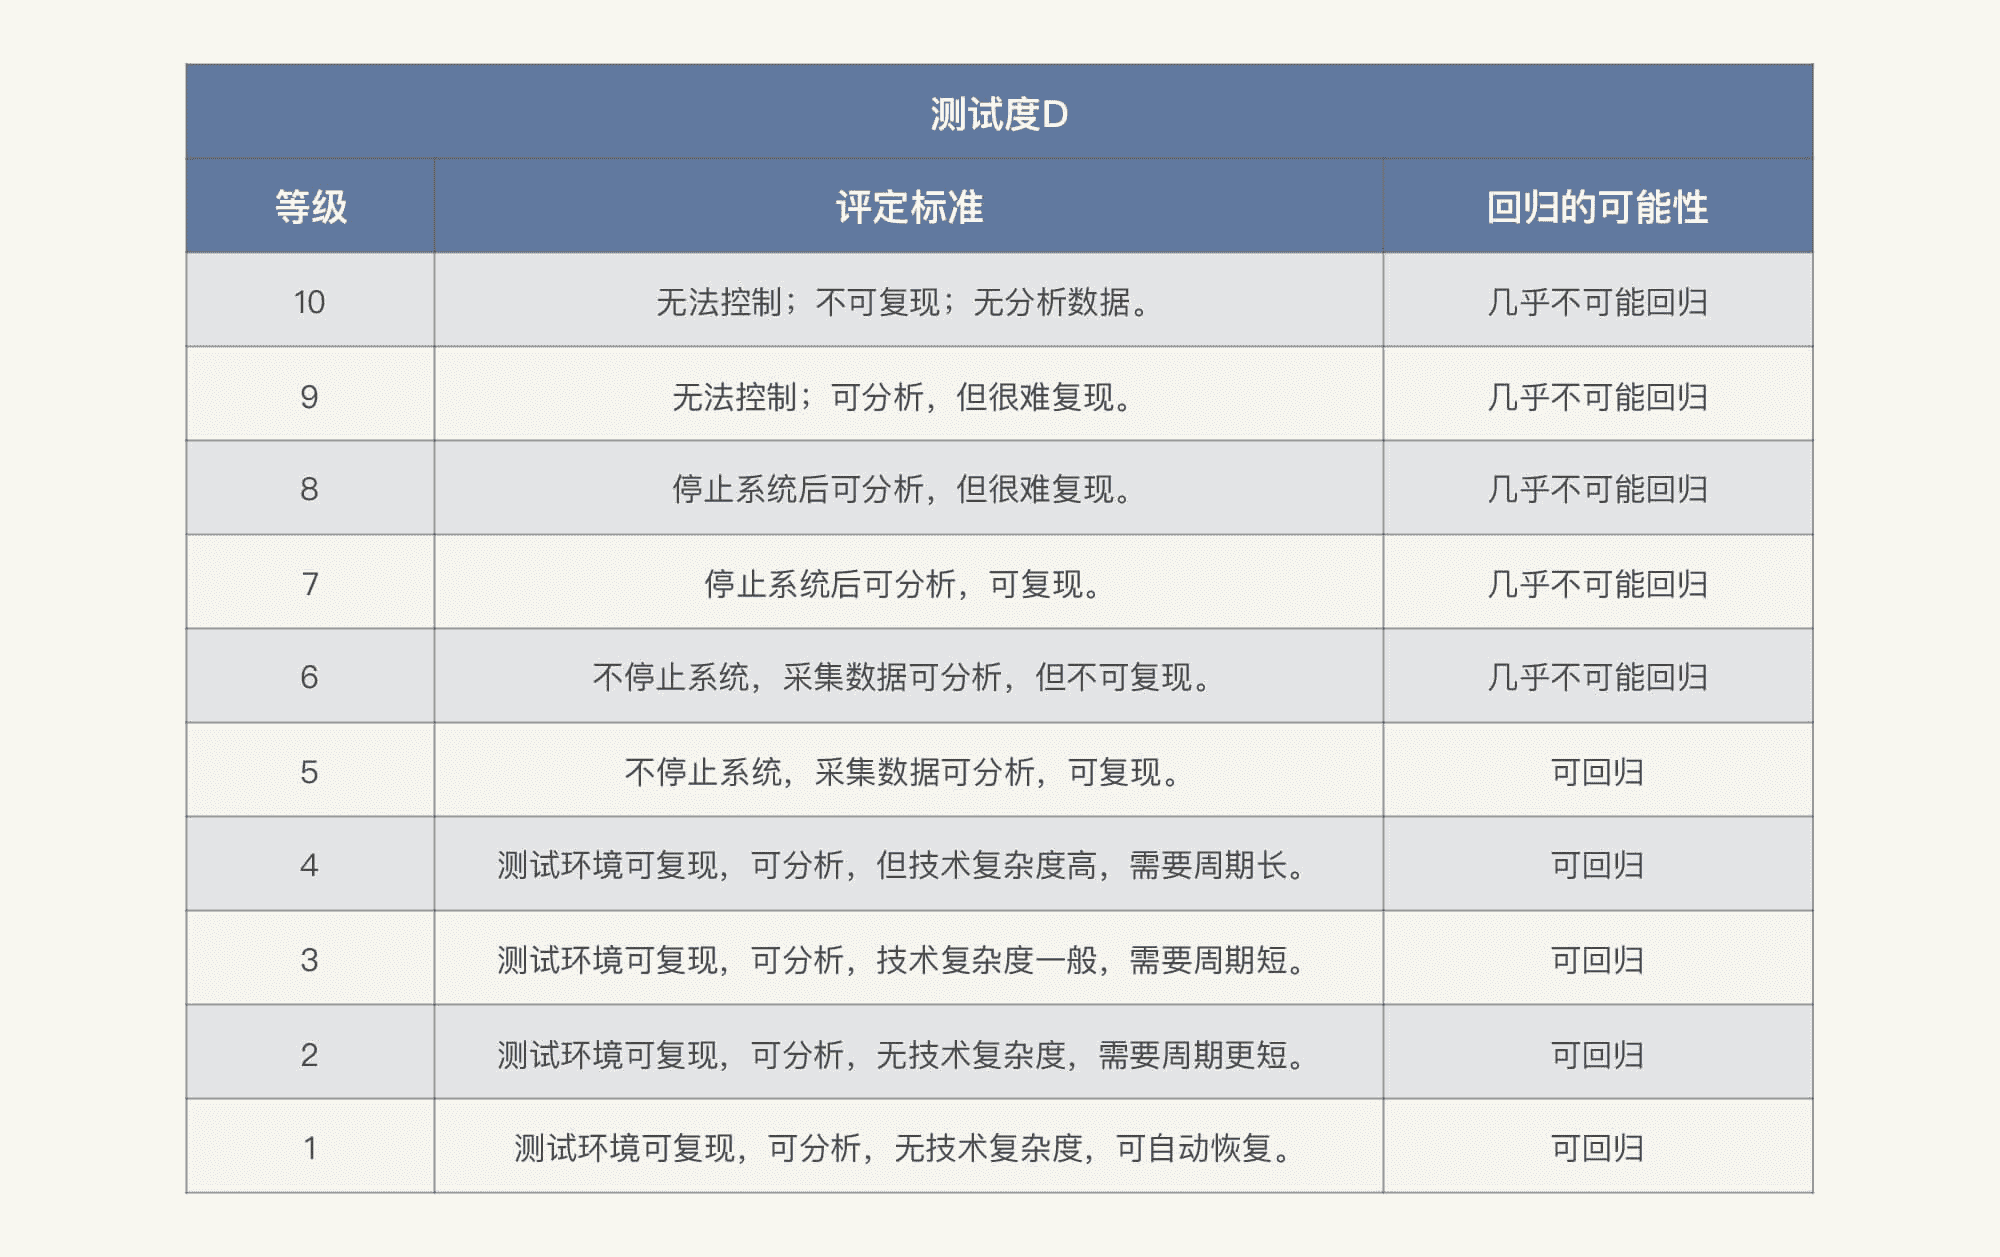 测试度D
等级 评定标准 回归的可能性
10 无法控制；不可复现；无分析数据。 几乎不可能回归
9 无法控制；可分析，但很难复现。 几乎不可能回归
8 停止系统后可分析，但很难复现。 几乎不可能回归
7 停止系统后可分析，可复现。 几乎不可能回归
6 不停止系统，采集数据可分析，但不可复现。 几乎不可能回归
5 不停止系统，采集数据可分析，可复现。 可回归
4 测试环境可复现，可分析，但技术复杂度高，需要周期长。 可回归
3 测试环境可复现，可分析，技术复杂度一般，需要周期短。 可回归
2 测试环境可复现，可分析，无技术复杂度，需要周期更短。 可回归
1 测试环境可复现，可分析，无技术复杂度，可自动恢复。 可回归